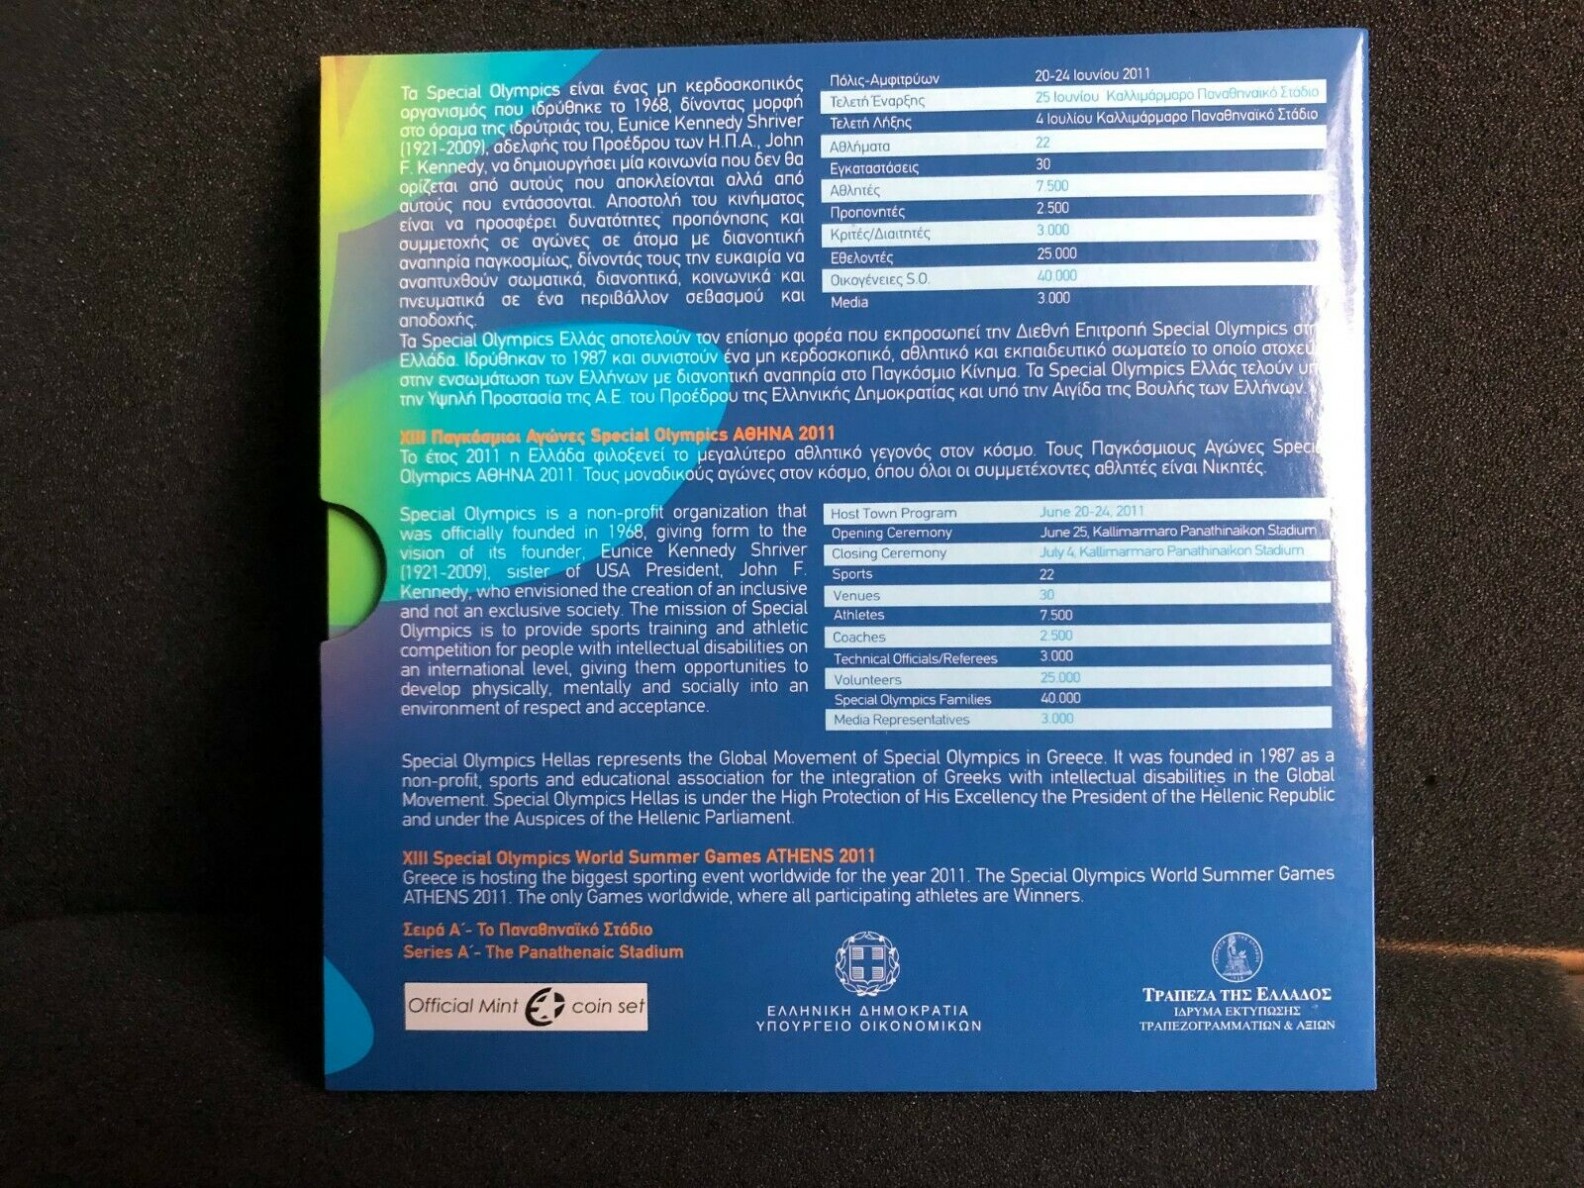 Τα Special Olympics είναι ένας μη κερδοσκοπικός
οργανισμός που ιδρύθηκε το 1968, δίνοντας μορφή
στο όραμα της ιδρύτριάς του, Eunice Kennedy Shriver
(1921-2009), αδελφής του Προέδρου των Η.Π.Α., John
F. Kennedy, να δημιουργήσει μία κοινωνία που δεν θα
ορίζεται από αυτούς που αποκλείονται αλλά από
αυτούς που εντάσσονται. Αποστολή του κινήματος
είναι να προσφέρει δυνατότητες προπόνησης και
συμμετοχής σε αγώνες σε άτομα με διανοητική
αναπηρία παγκοσμίως, δίνοντάς τους την ευκαιρία να
αναπτυχθούν σωματικά, διανοητικά, κοινωνικά και
πνευματικά σε ένα περιβάλλον σεβασμού και
αποδοχής.
Πόλις-Αμφιτρύων 20-24 Ιουνίου 2011
Τελετή Έναρξης 25 Ιουνίου Καλλιμάρμαρο Παναθηναικό Στάδιο
Τελετή Λήξης 4 Ιουλίου Καλλιμάρμαρο Παναθηναϊκό Στάδιο
Αθλήματα 22
Εγκαταστάσεις 30
Αθλητές 7.500
Προπονητές 2.500
Κριτές/Διαιτητές 3.000
Εθελοντές 25.000
Οικογένειες S.O. 40.000
Media 3.000
Τα Special Olympics Ελλάς αποτελούν τον επίσημο φορέα που εκπροσωπεί την Διεθνή Επιτροπή Special Olympics στη
Ελλάδα. Ιδρύθηκαν το 1987 και συνιστούν ένα μη κερδοσκοπικό, αθλητικό και εκπαιδευτικό σωματείο το οποίο στοχεύ
στην ενσωμάτωση των Ελλήνων με διανοητική αναπηρία στο Παγκόσμιο Κίνημα. Τα Special Olympics Ελλάς τελούν υπ
την Υψηλή Προστασία της Α.Ε. του Προέδρου της Ελληνικής Δημοκρατίας και υπό την Αιγίδα της Βουλής των Ελλήνων.
XIII Παγκόσμιοι Αγώνες Special Olympics ΑΘΗΝΑ 2011
Το έτος 2011 η Ελλάδα φιλοξενεί το μεγαλύτερο αθλητικό γεγονός στον κόσμο. Τους Παγκόσμιους Αγώνες Speci
Olympics ΑΘΗΝΑ 2011. Τους μοναδικούς αγώνες στον κόσμο, όπου όλοι οι συμμετέχοντες αθλητές είναι Νικητές.
Special Olympics is a non-profit organization that
was officially founded in 1968, giving form to the
vision of its founder, Eunice Kennedy Shriver
(1921-2009), sister of USA President, John F.
Kennedy, who envisioned the creation of an inclusive
and not an exclusive society. The mission of Special
Olympics is to provide sports training and athletic
competition for people with intellectual disabilities on
an international level, giving them opportunities to
develop physically, mentally and socially into an
environment of respect and acceptance.
Host Town Program June 20-24, 2011
Opening Ceremony June 25, Kallimarmaro Panathinaikon Stadium
Closing Ceremony July 4, Kallimarmaro Panathinaikon Stadium
Sports 22
Venues 30
Athletes 7.500
Coaches 2.500
Technical Officials/Referees 3.000
Volunteers 25.000
Special Olympics Families 40.000
Media Representatives 3.000
Special Olympics Hellas represents the Global Movement of Special Olympics in Greece. It was founded in 1987 as a
non-profit, sports and educational association for the integration of Greeks with intellectual disabilities in the Global
Movement. Special Olympics Hellas is under the High Protection of His Excellency the President of the Hellenic Republic
and under the Auspices of the Hellenic Parliament.
XIII Special Olympics World Summer Games ATHENS 2011
Greece is hosting the biggest sporting event worldwide for the year 2011. The Special Olympics World Summer Games
ATHENS 2011. The only Games worldwide, where all participating athletes are Winners.
Σειρά Α΄- Το Παναθηναϊκό Στάδιο
Series A΄- The Panathenaic Stadium
Official Mint coin set
ΕΛΛΗΝΙΚΗ ΔΗΜΟΚΡΑΤΙΑ
ΥΠΟΥΡΓΕΙΟ ΟΙΚΟΝΟΜΙΚΩΝ
ΤΡΑΠΕΖΑ ΤΗΣ ΕΛΛΑΔΟΣ
ΙΔΡΥΜΑ ΕΚΤΥΠΩΣΗΣ
ΤΡΑΠΕΖΟΓΡΑΜΜΑΤΙΩΝ & ΑΞΙΩΝ